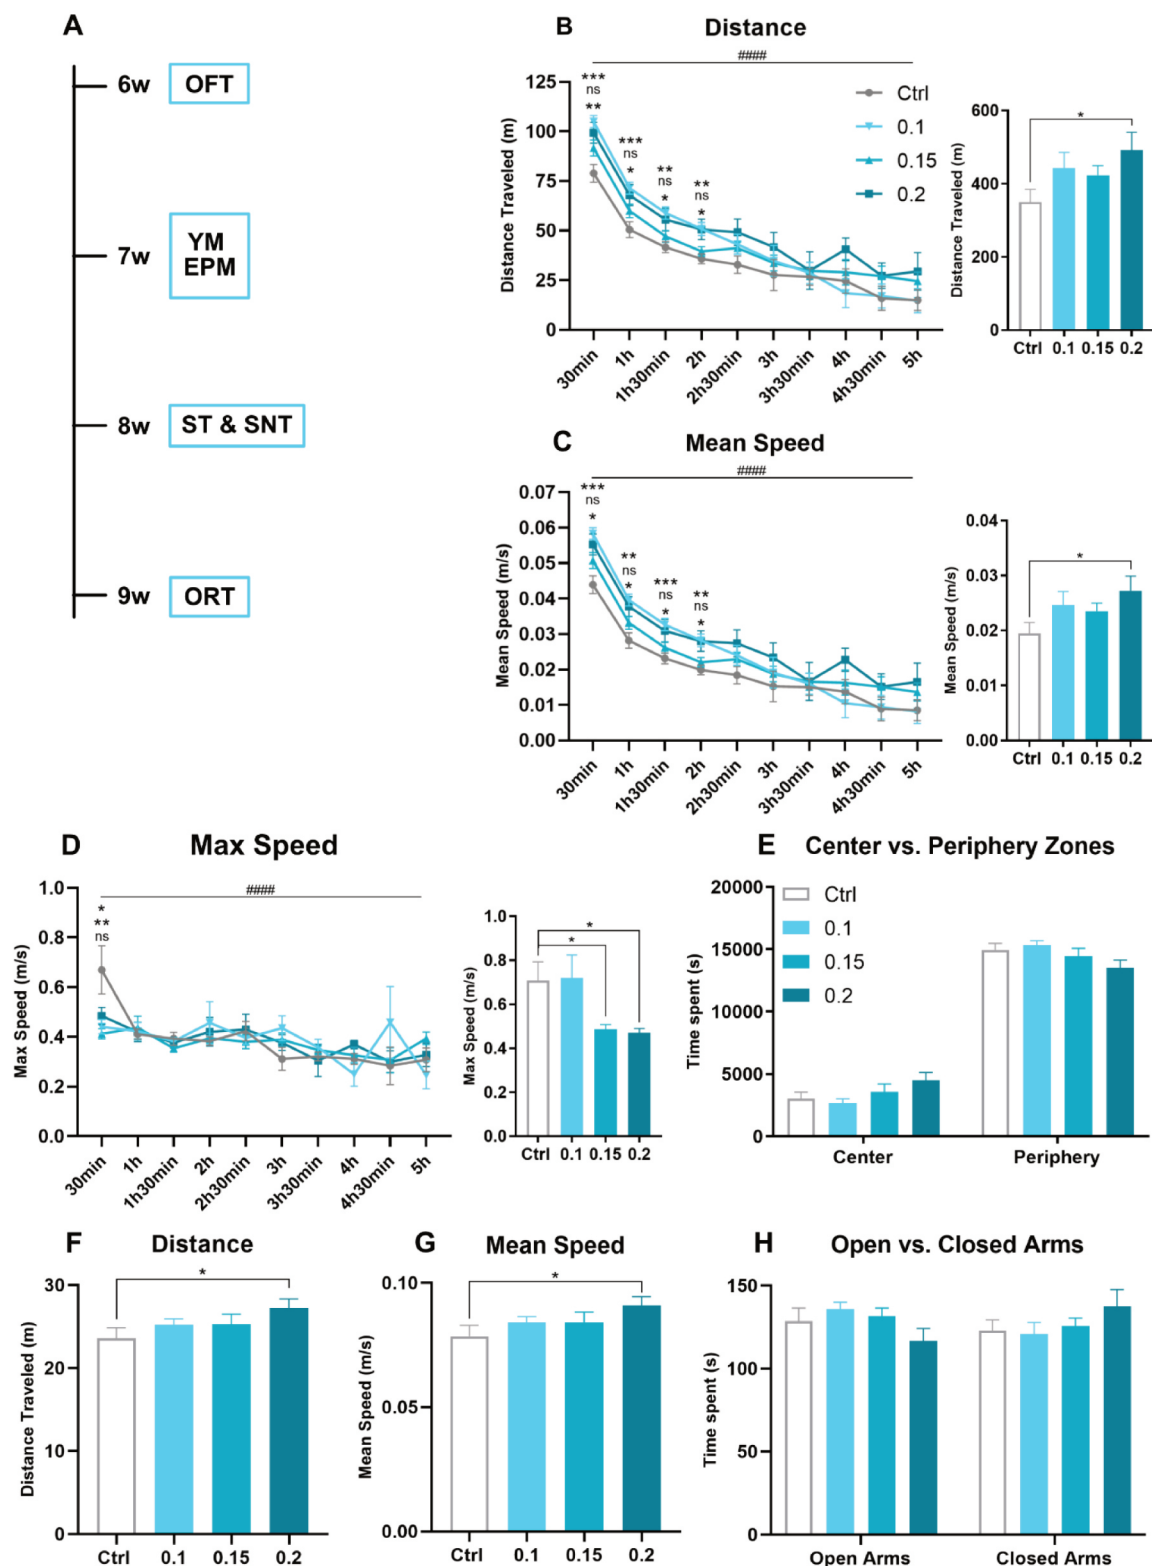 A
6w
OFT
7w
YM
EPM
8w
ST & SNT
9w
ORT
B
Distance
####
Distance Traveled (m)
125
100
75
50
25
0
***
ns
**
***
ns
*
**
ns
*
**
ns
*
Ctrl
0.1
0.15
0.2
30min
1h
1h30min
2h
2h30min
3h
3h30min
4h
4h30min
5h
Distance Traveled (m)
600
400
200
0
*
Ctrl 0.1 0.15 0.2
C
Mean Speed
####
Mean Speed (m/s)
0.07
0.06
0.05
0.04
0.03
0.02
0.01
0.00
***
ns
*
**
ns
*
***
ns
*
**
ns
*
30min
1h
1h30min
2h
2h30min
3h
3h30min
4h
4h30min
5h
Mean Speed (m/s)
0.04
0.03
0.02
0.01
0.00
*
Ctrl 0.1 0.15 0.2
D
Max Speed
####
Max Speed (m/s)
1.0
0.8
0.6
0.4
0.2
0.0
*
**
ns
30min
1h
1h30min
2h
2h30min
3h
3h30min
4h
4h30min
5h
Max Speed (m/s)
1.0
0.8
0.6
0.4
0.2
0.0
*
*
Ctrl 0.1 0.15 0.2
E
Center vs. Periphery Zones
Time spent (s)
20000
15000
10000
5000
0
Ctrl
0.1
0.15
0.2
Center
Periphery
F
Distance
Distance Traveled (m)
30
20
10
0
*
Ctrl 0.1 0.15 0.2
G
Mean Speed
Mean Speed (m/s)
0.10
0.05
0.00
*
Ctrl 0.1 0.15 0.2
H
Open vs. Closed Arms
Time spent (s)
150
100
50
0
Open Arms
Closed Arms